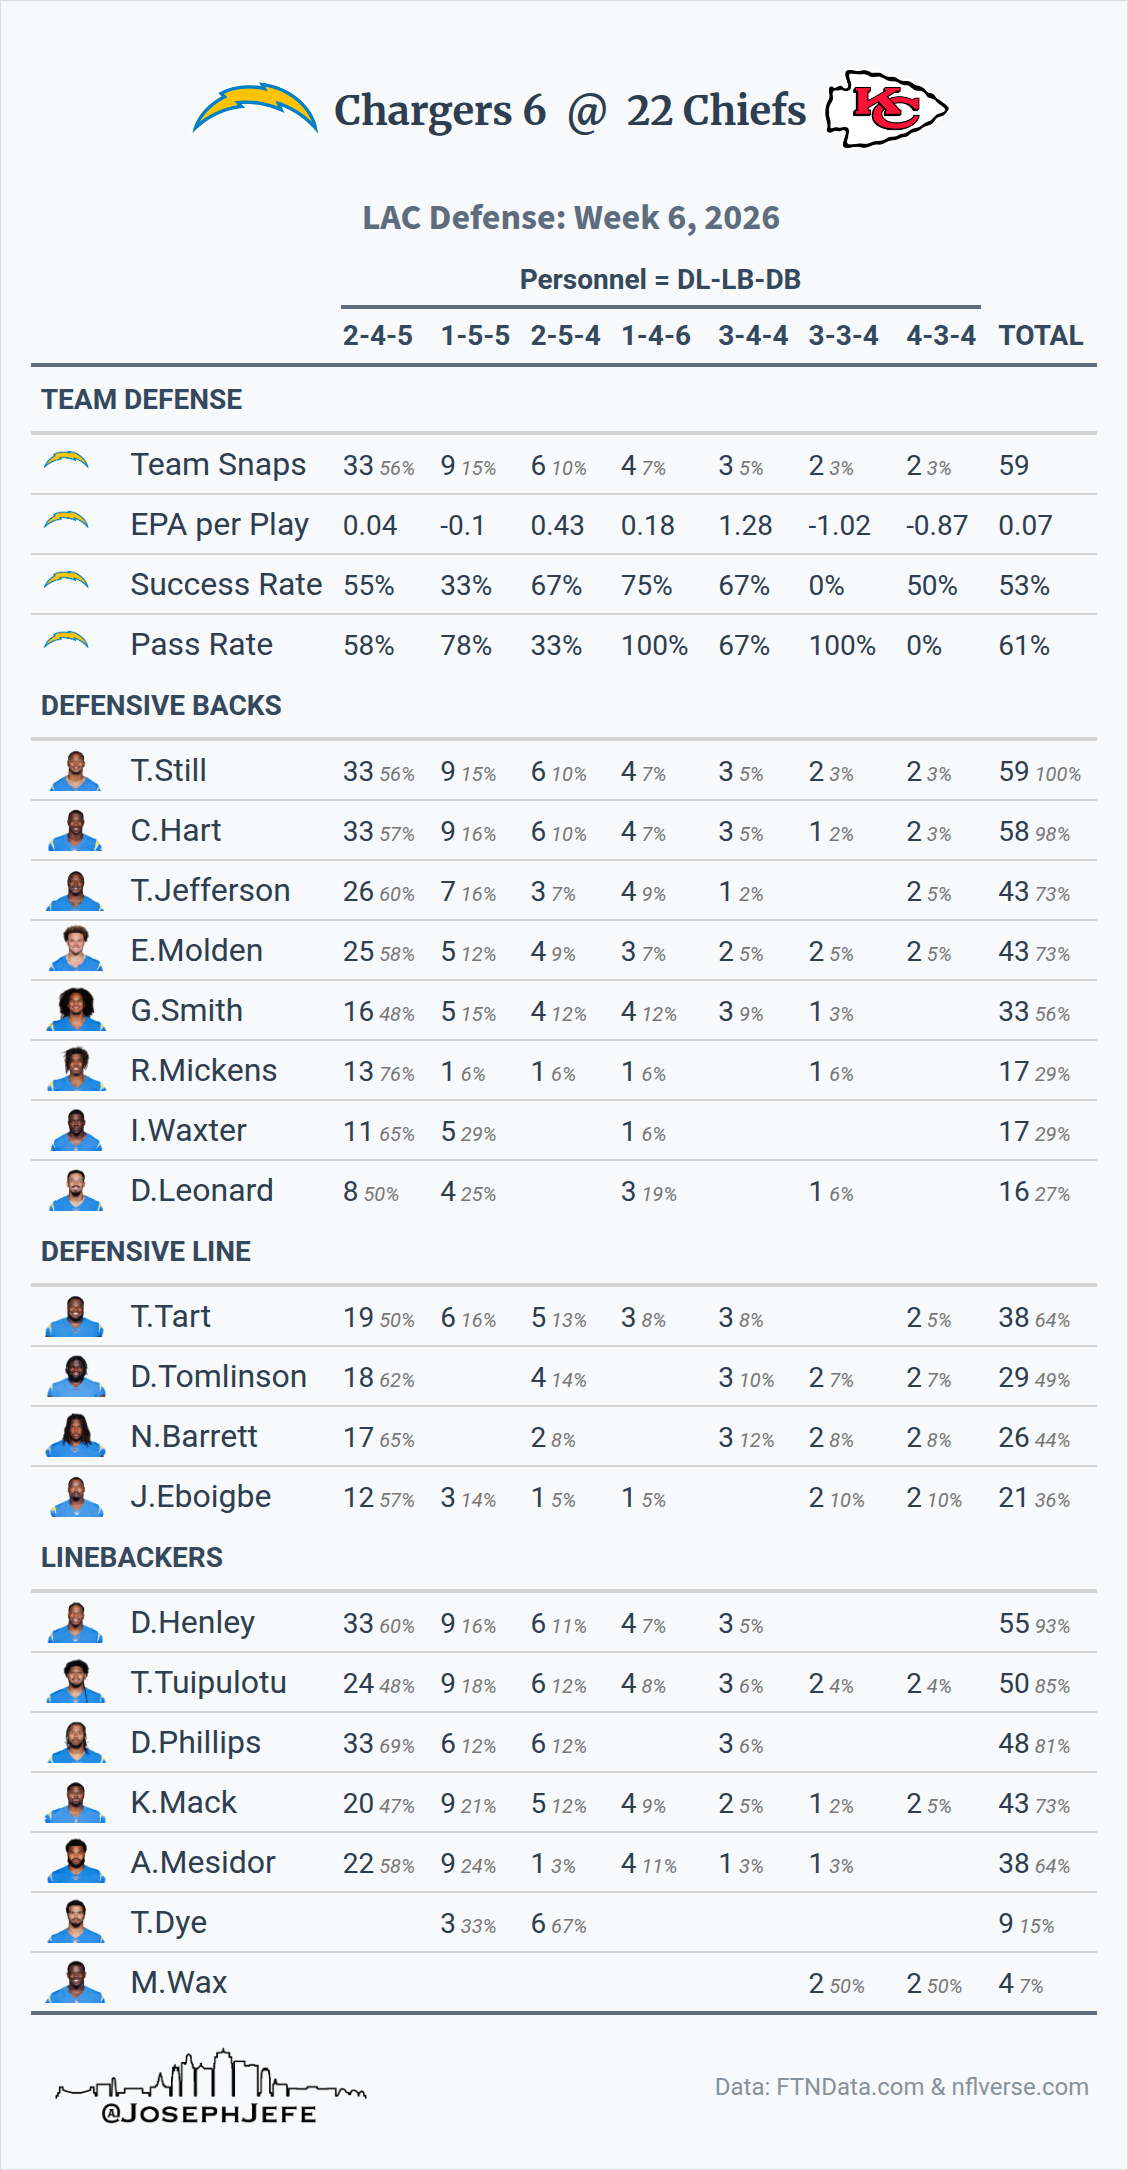 Chargers 6 @ 22 Chiefs
KC
LAC Defense: Week 6, 2026
Personnel = DL-LB-DB
2-4-5 1-5-5 2-5-4 1-4-6 3-4-4 3-3-4 4-3-4 TOTAL
TEAM DEFENSE
Team Snaps 33 56% 9 15% 6 10% 4 7% 3 5% 2 3% 2 3% 59
EPA per Play 0.04 -0.1 0.43 0.18 1.28 -1.02 -0.87 0.07
Success Rate 55% 33% 67% 75% 67% 0% 50% 53%
Pass Rate 58% 78% 33% 100% 67% 100% 0% 61%
DEFENSIVE BACKS
T.Still 33 56% 9 15% 6 10% 4 7% 3 5% 2 3% 2 3% 59 100%
C.Hart 33 57% 9 16% 6 10% 4 7% 3 5% 1 2% 2 3% 58 98%
T.Jefferson 26 60% 7 16% 3 7% 4 9% 1 2% 2 5% 43 73%
E.Molden 25 58% 5 12% 4 9% 3 7% 2 5% 2 5% 2 5% 43 73%
G.Smith 16 48% 5 15% 4 12% 4 12% 3 9% 1 3% 33 56%
R.Mickens 13 76% 1 6% 1 6% 1 6% 1 6% 17 29%
I.Waxter 11 65% 5 29% 1 6% 17 29%
D.Leonard 8 50% 4 25% 3 19% 1 6% 16 27%
DEFENSIVE LINE
T.Tart 19 50% 6 16% 5 13% 3 8% 3 8% 2 5% 38 64%
D.Tomlinson 18 62% 4 14% 3 10% 2 7% 2 7% 29 49%
N.Barrett 17 65% 2 8% 3 12% 2 8% 2 8% 26 44%
J.Eboigbe 12 57% 3 14% 1 5% 1 5% 2 10% 2 10% 21 36%
LINEBACKERS
D.Henley 33 60% 9 16% 6 11% 4 7% 3 5% 55 93%
T.Tuipulotu 24 48% 9 18% 6 12% 4 8% 3 6% 2 4% 2 4% 50 85%
D.Phillips 33 69% 6 12% 6 12% 3 6% 48 81%
K.Mack 20 47% 9 21% 5 12% 4 9% 2 5% 1 2% 2 5% 43 73%
A.Mesidor 22 58% 9 24% 1 3% 4 11% 1 3% 1 3% 38 64%
T.Dye 3 33% 6 67% 9 15%
M.Wax 2 50% 2 50% 4 7%
@JOSEPHJEFE
Data: FTNData.com & nflverse.com